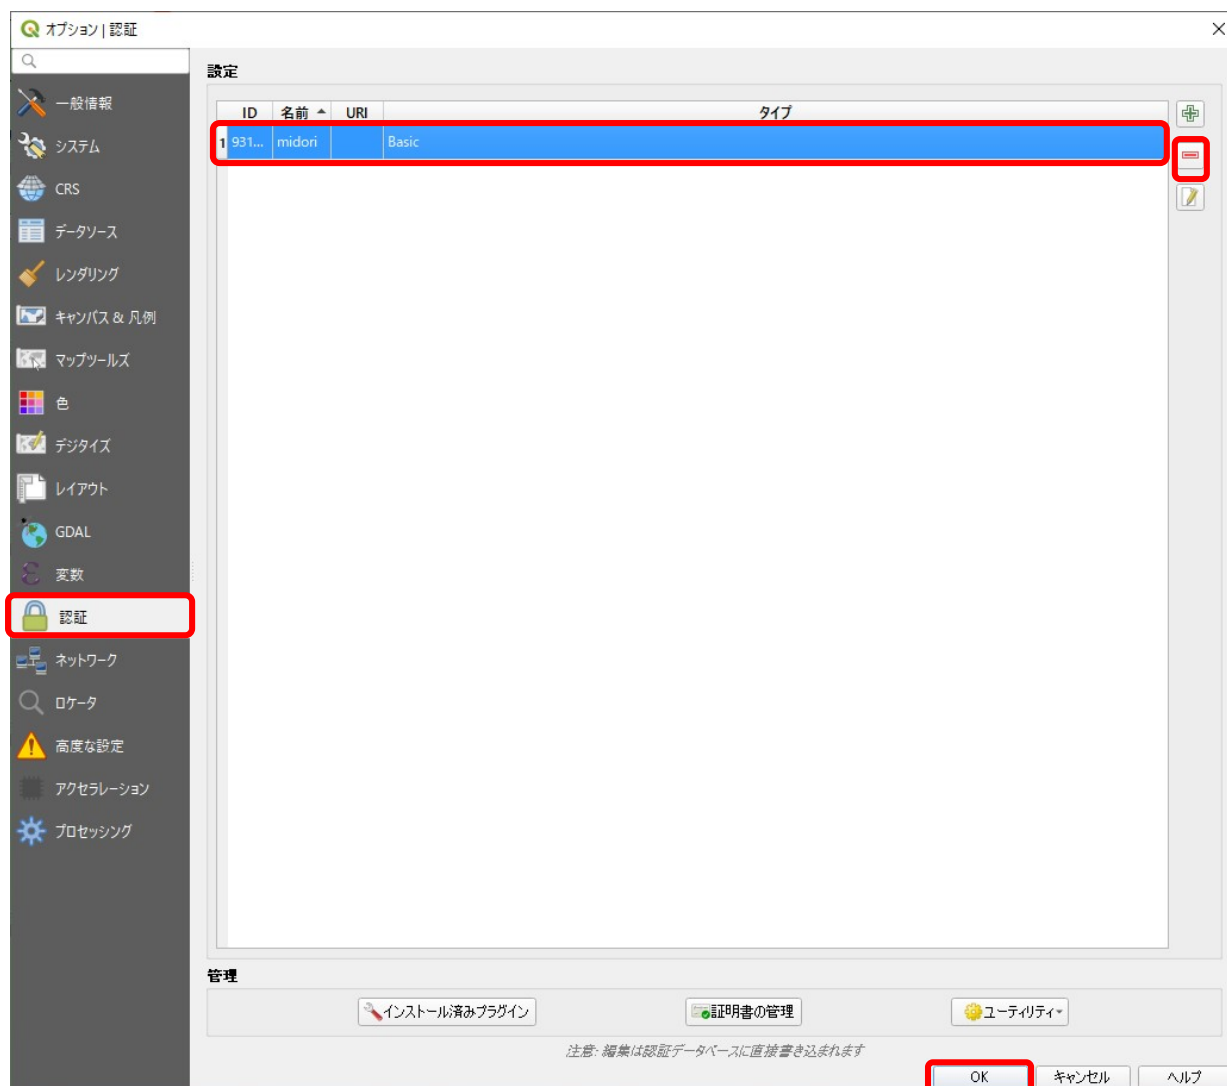 オプション | 認証
設定
一般情報
システム
CRS
データソース
レンダリング
キャンバス & 凡例
マップツールズ
色
デジタイズ
レイアウト
GDAL
変数
認証
ネットワーク
ロケータ
高度な設定
アクセラレーション
プロセッシング
ID 名前 URI タイプ
1 931... midori Basic
管理
インストール済みプラグイン 証明書の管理 ユーティリティ
注意: 編集は認証データベースに直接書き込まれます
OK キャンセル ヘルプ